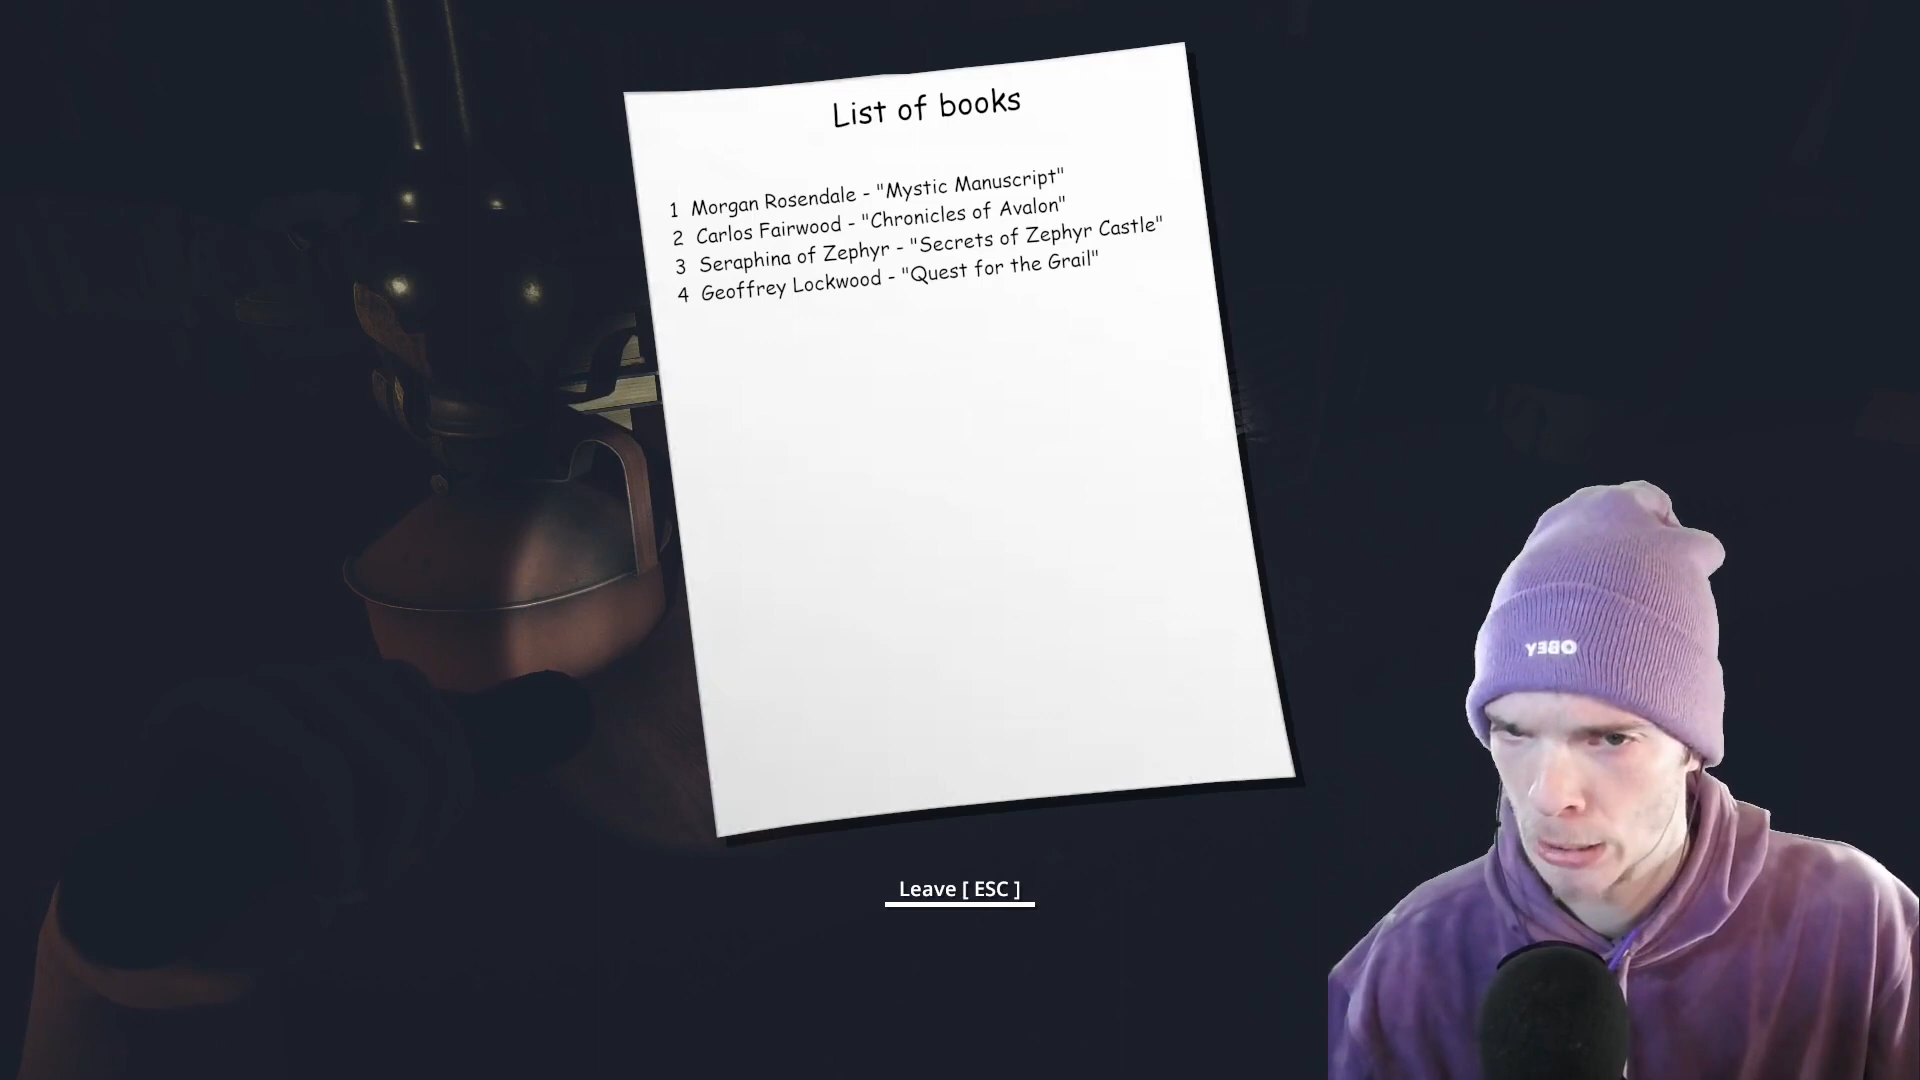 List of books
1 Morgan Rosendale - "Mystic Manuscript"
2 Carlos Fairwood - "Chronicles of Avalon"
3 Seraphina of Zephyr - "Secrets of Zephyr Castle"
4 Geoffrey Lockwood - "Quest for the Grail"
OBEY
Leave [ ESC ]